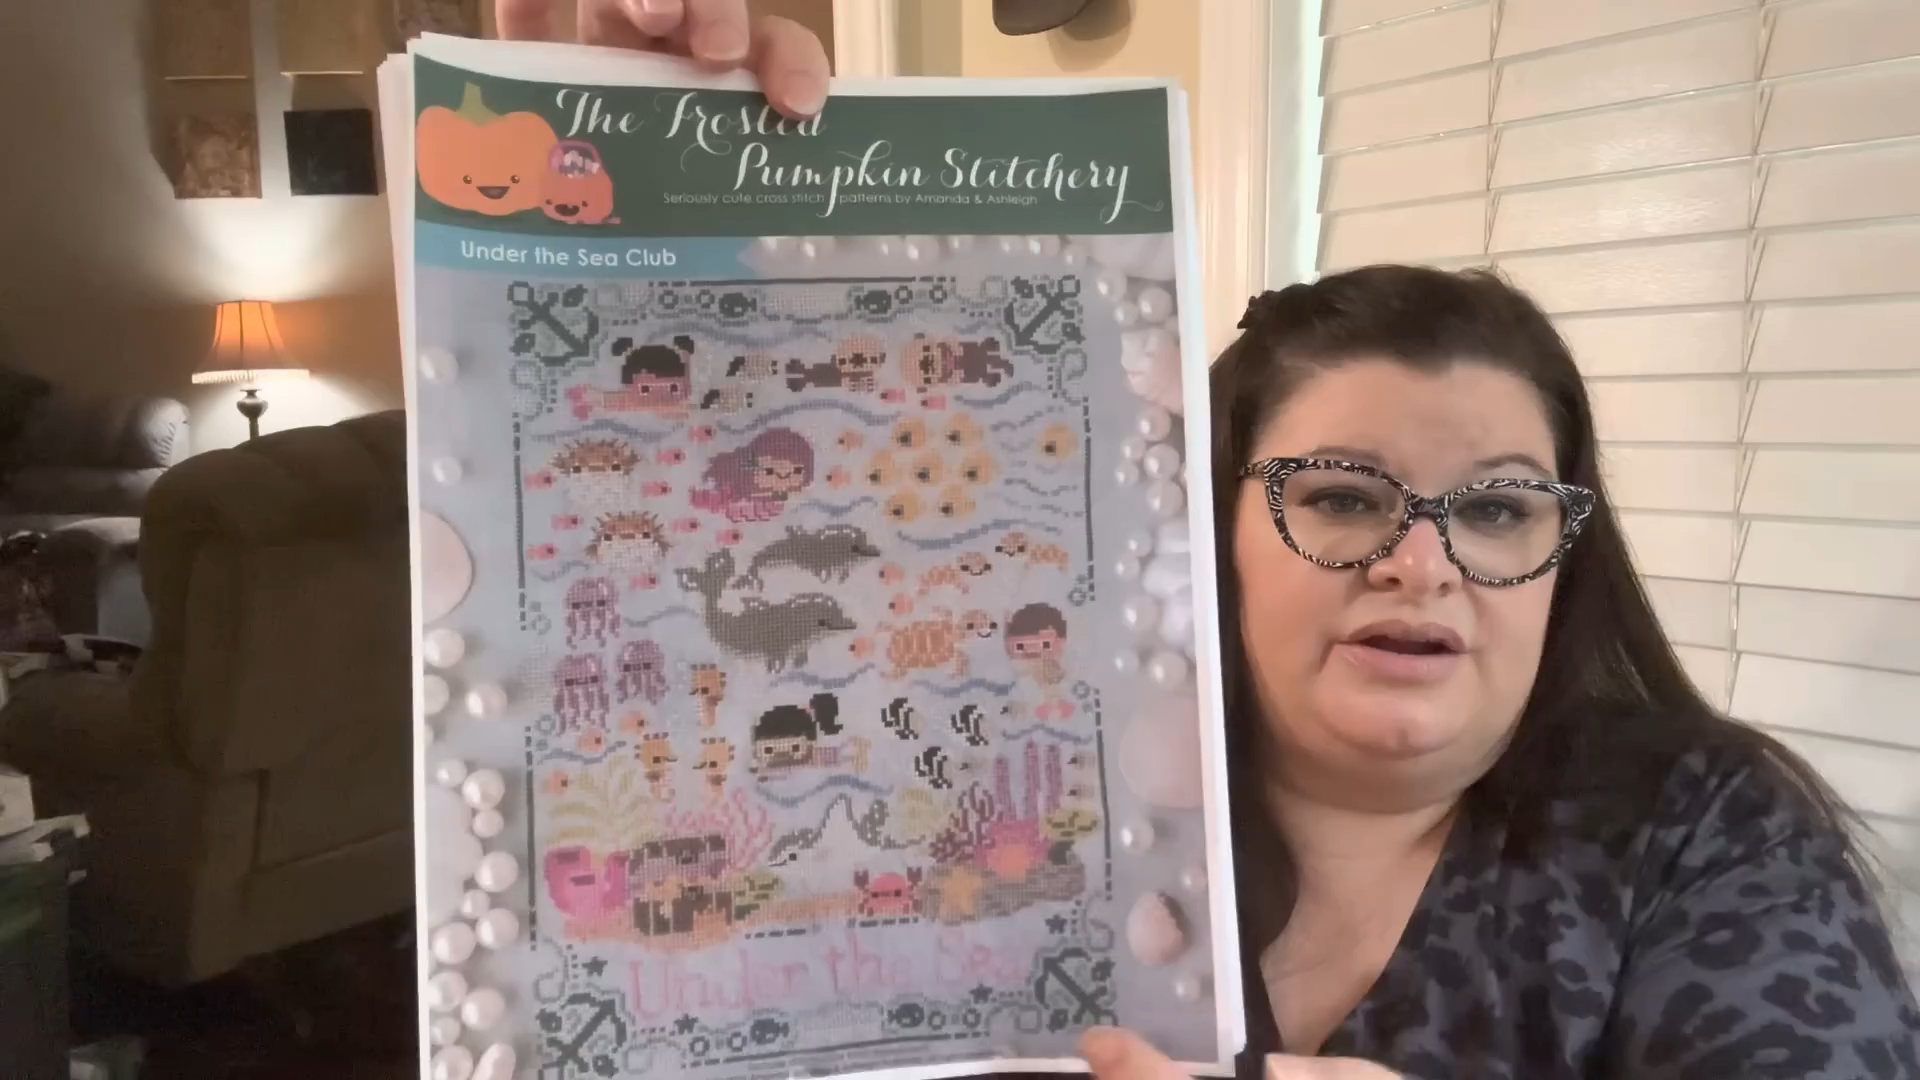 The Frosted
Pumpkin Stitchery
Seriously cute cross stitch patterns by Amanda & Ashleigh
Under the Sea Club
Under the Sea